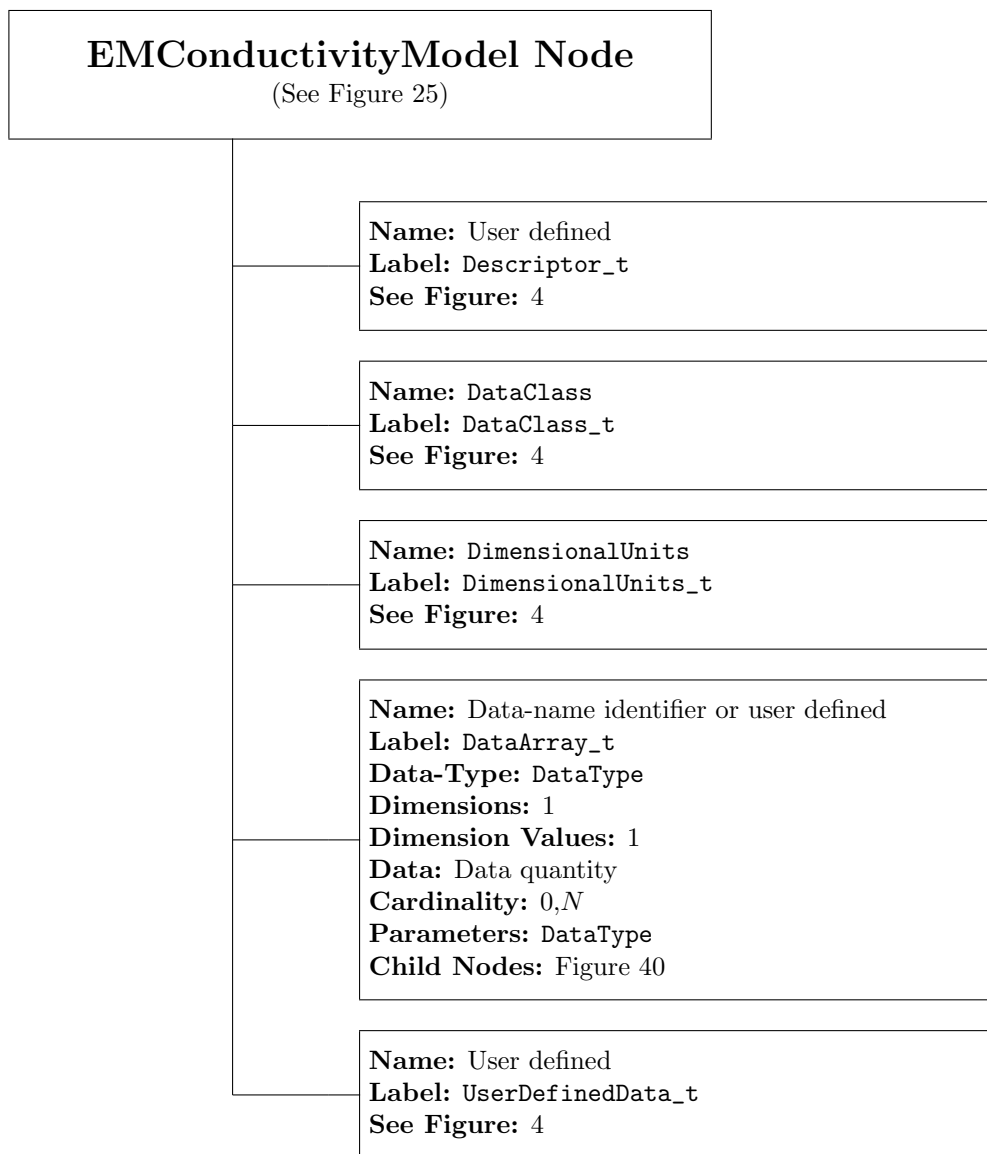 EMConductivityModel Node
(See Figure 25)
Name: User defined
Label: Descriptor_t
See Figure: 4
Name: DataClass
Label: DataClass_t
See Figure: 4
Name: DimensionalUnits
Label: DimensionalUnits_t
See Figure: 4
Name: Data-name identifier or user defined
Label: DataArray_t
Data-Type: DataType
Dimensions: 1
Dimension Values: 1
Data: Data quantity
Cardinality: 0,N
Parameters: DataType
Child Nodes: Figure 40
Name: User defined
Label: UserDefinedData_t
See Figure: 4